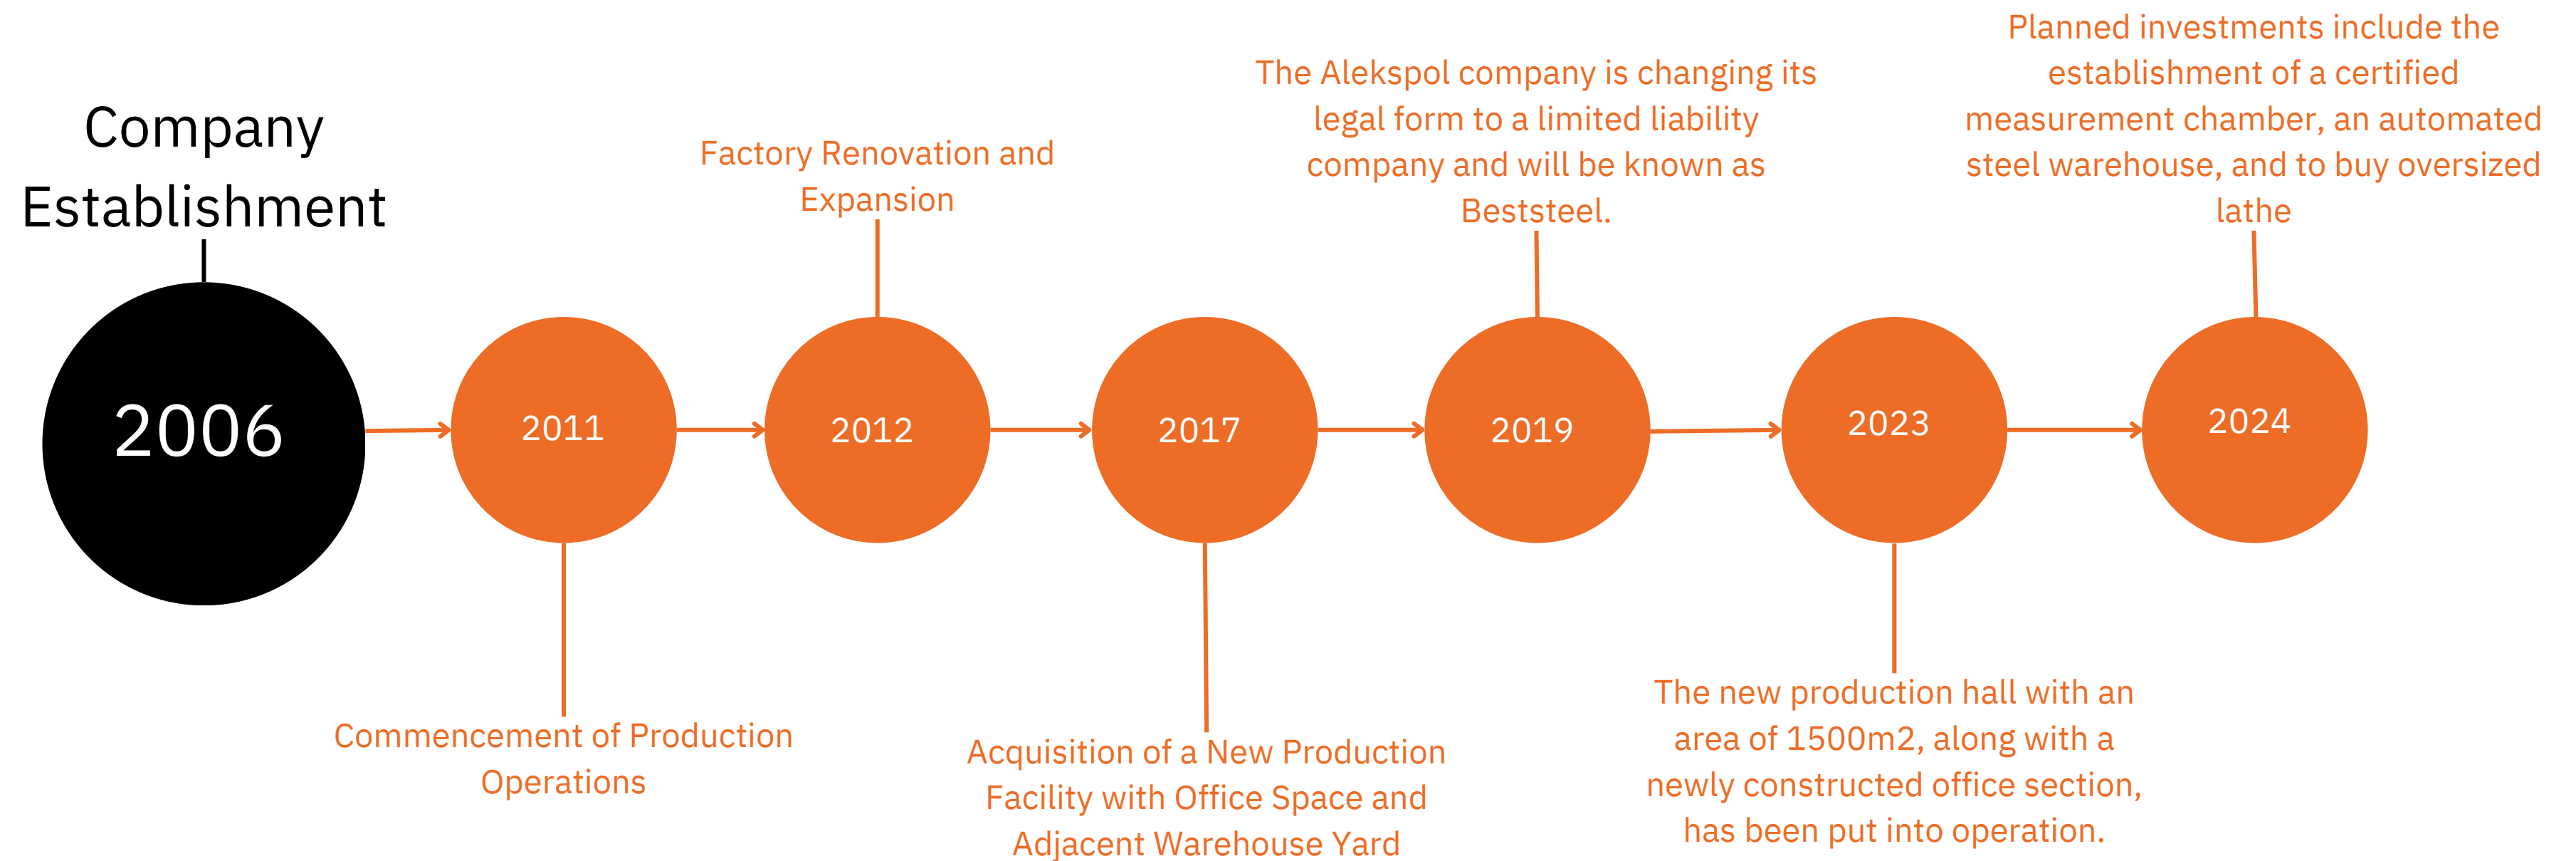 Company
Establishment
2006
2011
Commencement of Production
Operations
Factory Renovation and
Expansion
2012
2017
Acquisition of a New Production
Facility with Office Space and
Adjacent Warehouse Yard
The Alekspol company is changing its
legal form to a limited liability
company and will be known as
Beststeel.
2019
2023
The new production hall with an
area of 1500m2, along with a
newly constructed office section,
has been put into operation.
Planned investments include the
establishment of a certified
measurement chamber, an automated
steel warehouse, and to buy oversized
lathe
2024